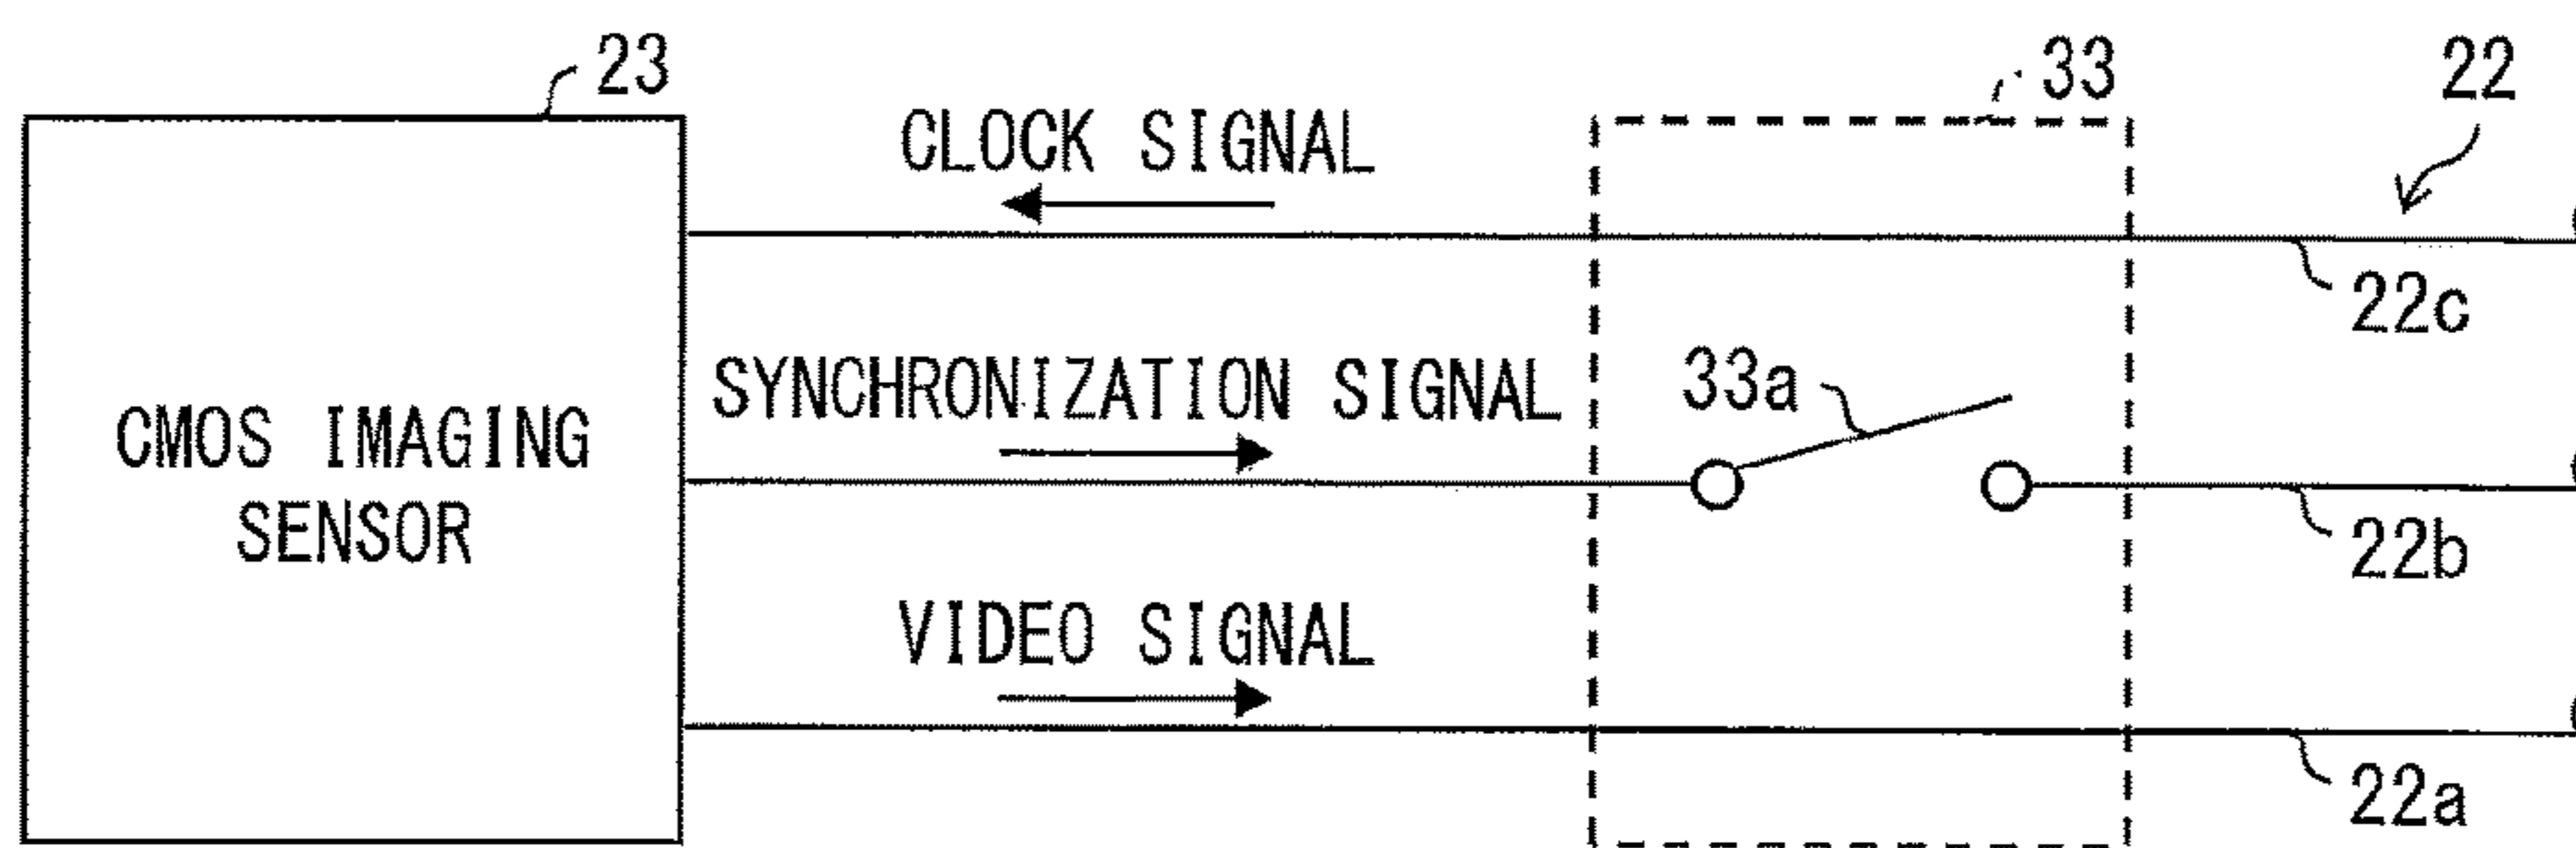 23
33
22
CLOCK SIGNAL
22c
SYNCHRONIZATION SIGNAL
33a
CMOS IMAGING
SENSOR
22b
VIDEO SIGNAL
22a